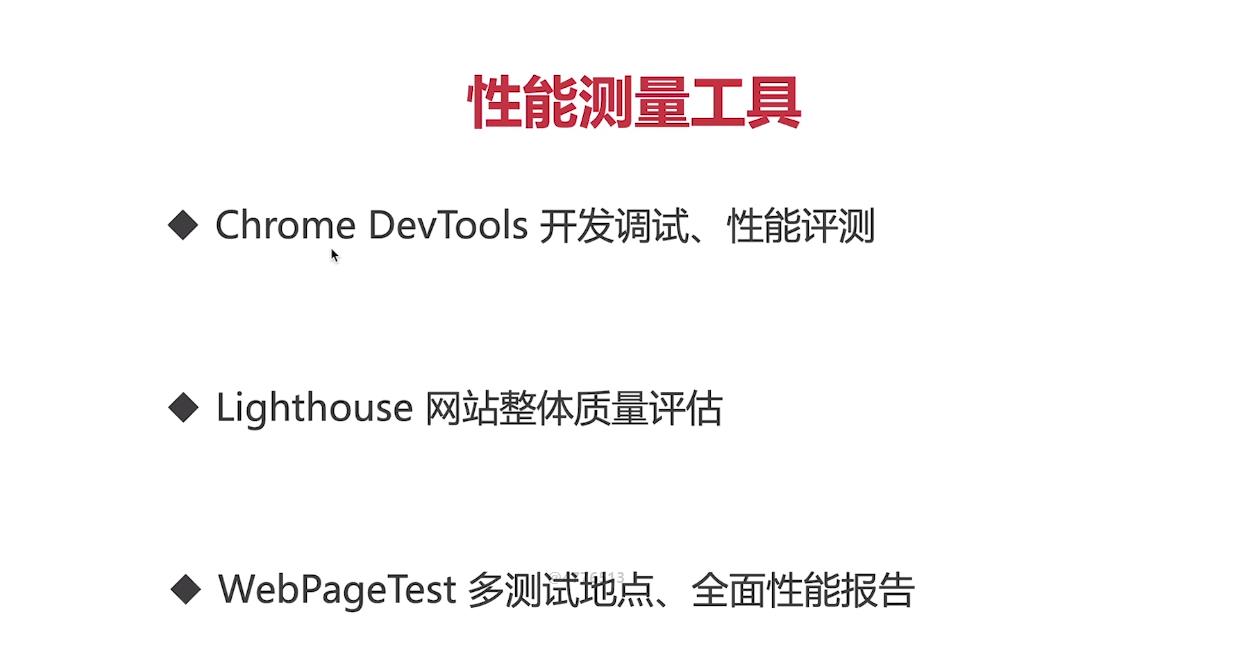 性能测量工具
◆ Chrome DevTools 开发调试、性能评测
◆ Lighthouse 网站整体质量评估
◆ WebPageTest 多测试地点、全面性能报告